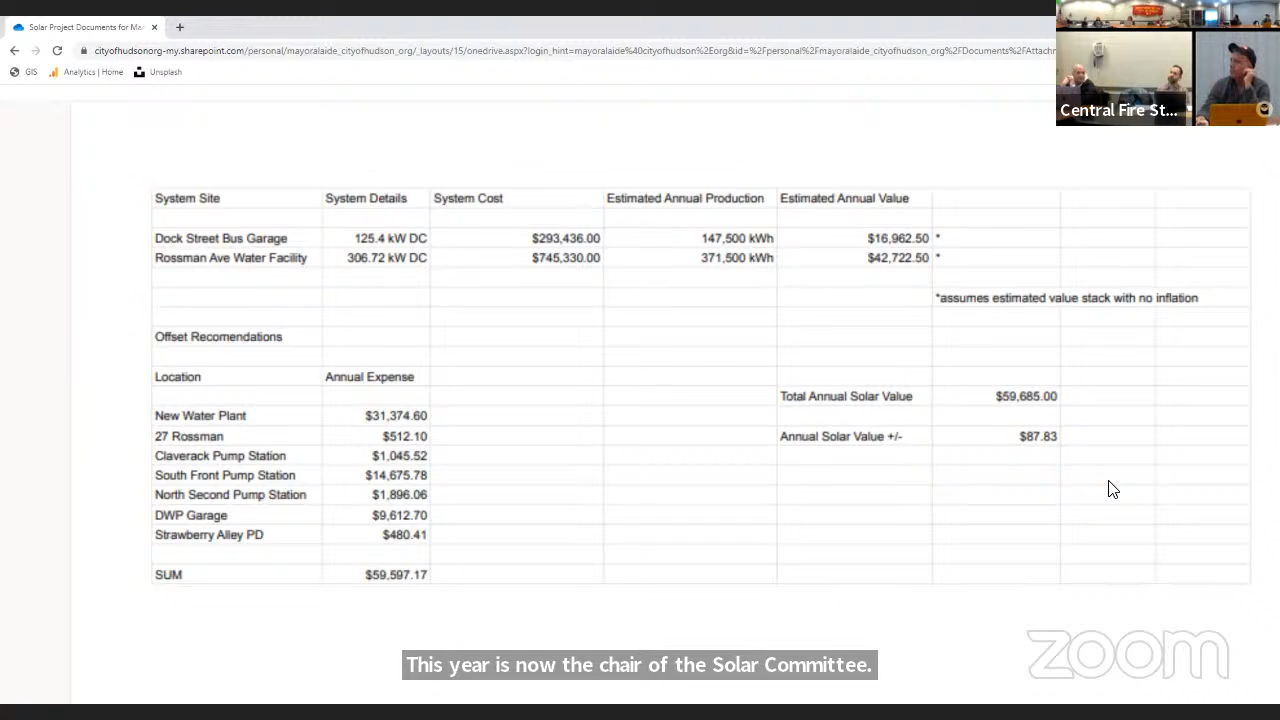 Solar Project Documents for Ma
cityofhudsonorg-my.sharepoint.com/personal/mayoralaide_cityofhudson_org/_layouts/15/onedrive.aspx?login_hint=mayoralaide%40cityofhudson%2Eorg&id=%2Fpersonal%2Fmayoralaide_cityofhudson_org%2FDocuments%2FAttachm
GIS Analytics | Home Unsplash
Central Fire St...
System Site System Details System Cost Estimated Annual Production Estimated Annual Value
Dock Street Bus Garage 125.4 kW DC $293,436.00 147,500 kWh $16,962.50 *
Rossman Ave Water Facility 306.72 kW DC $745,330.00 371,500 kWh $42,722.50 *
*assumes estimated value stack with no inflation
Offset Recomendations
Location Annual Expense
Total Annual Solar Value $59,685.00
New Water Plant $31,374.60
27 Rossman $512.10 Annual Solar Value +/- $87.83
Claverack Pump Station $1,045.52
South Front Pump Station $14,675.78
North Second Pump Station $1,896.06
DWP Garage $9,612.70
Strawberry Alley PD $480.41
SUM $59,597.17
zoom
This year is now the chair of the Solar Committee.